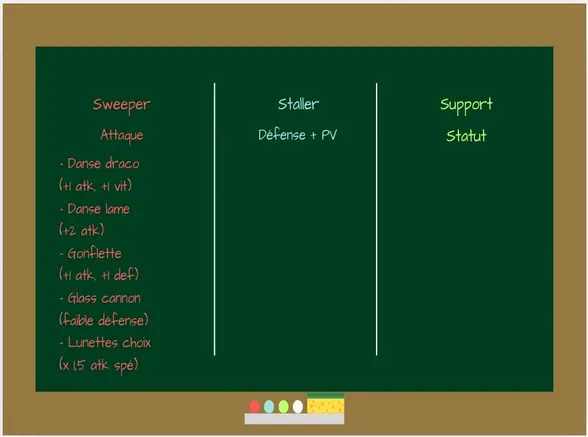 Sweeper
Attaque
- Danse draco
(+1 atk, +1 vit)
- Danse lame
(+2 atk)
- Gonflette
(+1 atk, +1 def)
- Glass cannon
(faible défense)
- Lunettes choix
(x 1,5 atk spé)
Staller
Défense + PV
Support
Statut